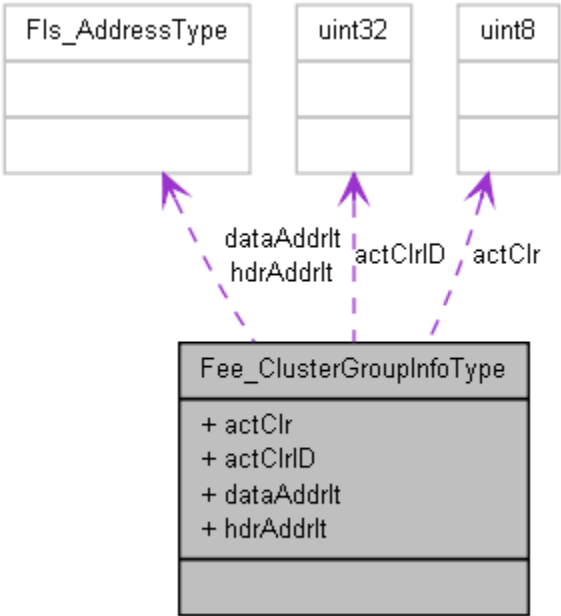 Fls_AddressType
uint32
uint8
dataAddrIt
hdrAddrIt
actClrID
actClr
Fee_ClusterGroupInfoType
+ actClr
+ actClrID
+ dataAddrIt
+ hdrAddrIt